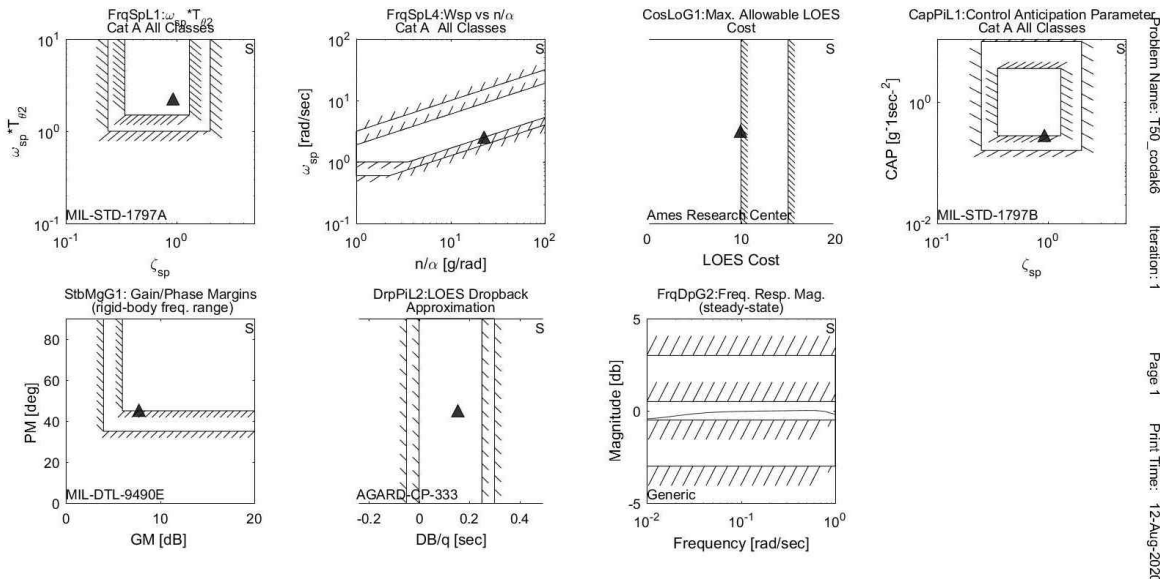 FrqSpL1:ω_sp*T_θ2
Cat A All Classes
S
10^1
10^0
10^-1
ω_sp*T_θ2
MIL-STD-1797A
10^-1
10^0
ζ_sp
FrqSpL4:Wsp vs n/α
Cat A All Classes
S
10^2
10^1
10^0
10^-1
ω_sp [rad/sec]
10^0
10^1
10^2
n/α [g/rad]
CosLoG1:Max. Allowable LOES
Cost
S
Ames Research Center
0
10
20
LOES Cost
CapPiL1:Control Anticipation Parameter
Cat A All Classes
S
10^0
10^-2
CAP [g^-1sec^-2]
MIL-STD-1797B
10^-1
10^0
ζ_sp
StbMgG1: Gain/Phase Margins
(rigid-body freq. range)
S
80
60
40
20
0
PM [deg]
MIL-DTL-9490E
0
10
20
GM [dB]
DrpPiL2:LOES Dropback
Approximation
S
AGARD-CP-333
-0.2
0
0.2
0.4
DB/q [sec]
FrqDpG2:Freq. Resp. Mag.
(steady-state)
S
5
0
-5
Magnitude [db]
Generic
10^-2
10^-1
10^0
Frequency [rad/sec]
Problem Name: T50_codak6 Iteration: 1 Page 1 Print Time: 12-Aug-2020